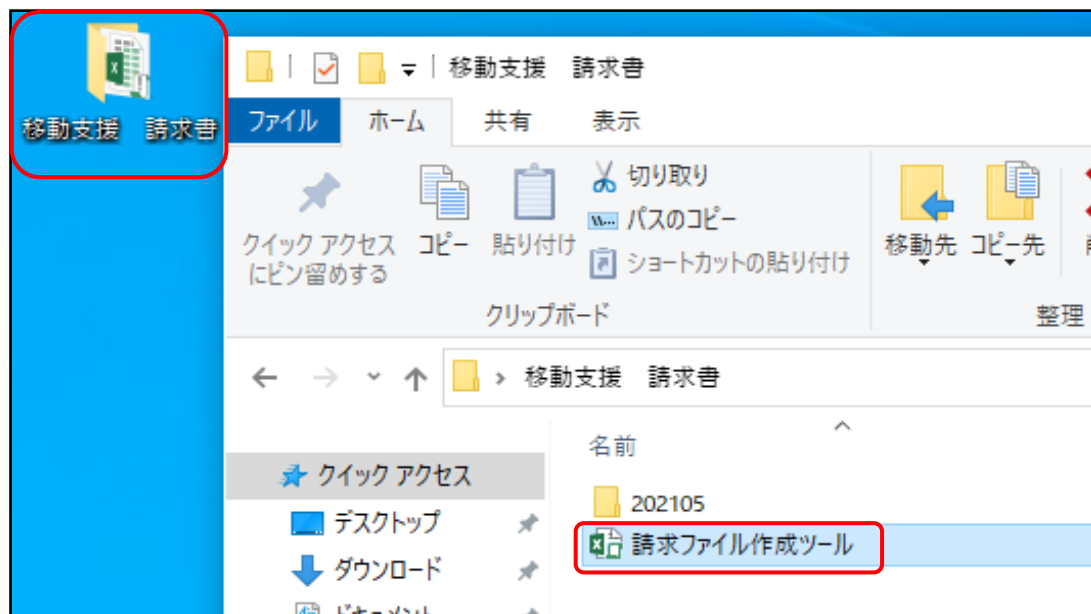 移動支援　請求書
移動支援　請求書
ファイル ホーム 共有 表示
クイック アクセス
にピン留めする
コピー
貼り付け
切り取り
パスのコピー
ショートカットの貼り付け
クリップボード
移動先
コピー先
整理
移動支援　請求書
名前
クイック アクセス
デスクトップ
ダウンロード
202105
請求ファイル作成ツール